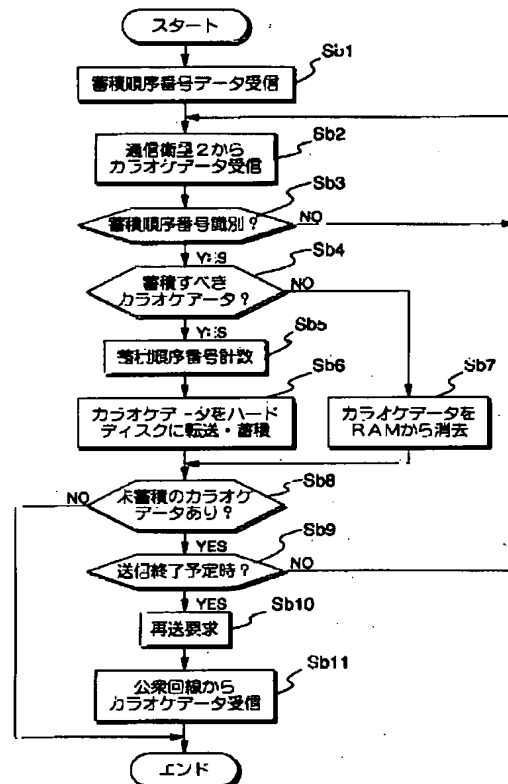 スタート
Sb1
蓄積順序番号データ受信
Sb2
通信衛星2から
カラオケデータ受信
Sb3
蓄積順序番号識別?
NO
YES
Sb4
蓄積すべき
カラオケデータ?
NO
YES
Sb5
蓄積順序番号計数
Sb6
カラオケデータをハード
ディスクに転送・蓄積
Sb7
カラオケデータを
RAMから消去
Sb8
未蓄積のカラオケ
データあり?
NO
YES
Sb9
送信終了予定時?
NO
YES
Sb10
再送要求
Sb11
公衆回線から
カラオケデータ受信
エンド